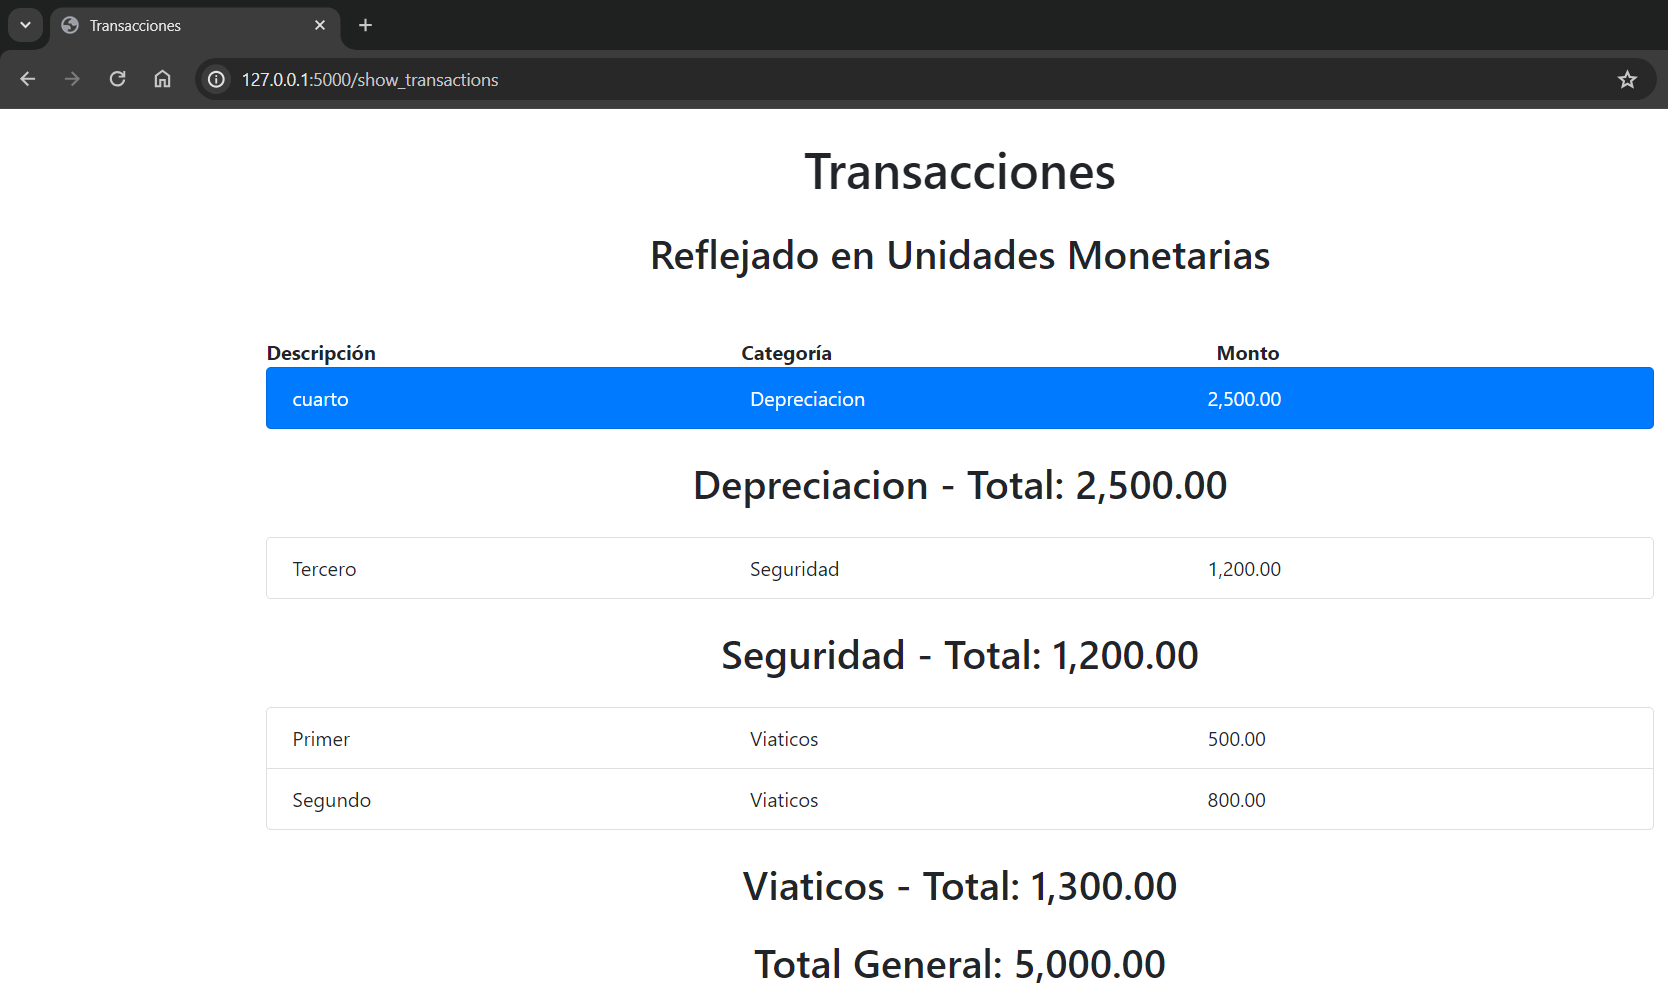 Transacciones
127.0.0.1:5000/show_transactions
Transacciones
Reflejado en Unidades Monetarias
Descripción Categoría Monto
cuarto Depreciacion 2,500.00
Depreciacion - Total: 2,500.00
Tercero Seguridad 1,200.00
Seguridad - Total: 1,200.00
Primer Viaticos 500.00
Segundo Viaticos 800.00
Viaticos - Total: 1,300.00
Total General: 5,000.00